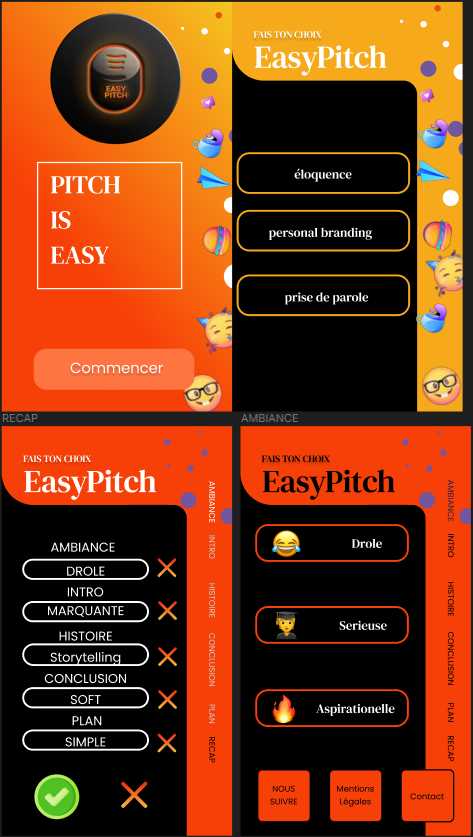 EASY
PITCH
PITCH
IS
EASY
Commencer
FAIS TON CHOIX
EasyPitch
éloquence
personal branding
prise de parole
RECAP
FAIS TON CHOIX
EasyPitch
AMBIANCE
DROLE
INTRO
MARQUANTE
HISTOIRE
Storytelling
CONCLUSION
SOFT
PLAN
SIMPLE
AMBIANCE
INTRO
HISTOIRE
CONCLUSION
PLAN
RECAP
AMBIANCE
FAIS TON CHOIX
EasyPitch
Drole
Serieuse
Aspirationelle
AMBIANCE
INTRO
HISTOIRE
CONCLUSION
PLAN
RECAP
NOUS
SUIVRE
Mentions
Légales
Contact